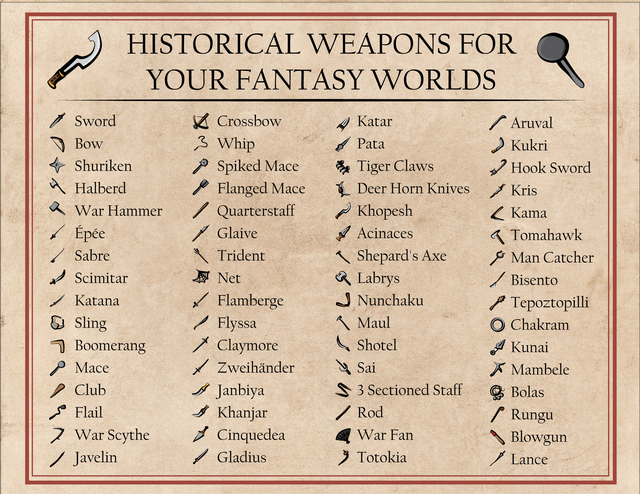 HISTORICAL WEAPONS FOR
YOUR FANTASY WORLDS
Sword
Bow
Shuriken
Halberd
War Hammer
Épée
Sabre
Scimitar
Katana
Sling
Boomerang
Mace
Club
Flail
War Scythe
Javelin
Crossbow
Whip
Spiked Mace
Flanged Mace
Quarterstaff
Glaive
Trident
Net
Flamberge
Flyssa
Claymore
Zweihänder
Janbiya
Khanjar
Cinquedea
Gladius
Katar
Pata
Tiger Claws
Deer Horn Knives
Khopesh
Acinaces
Shepard's Axe
Labrys
Nunchaku
Maul
Shotel
Sai
3 Sectioned Staff
Rod
War Fan
Totokia
Aruval
Kukri
Hook Sword
Kris
Kama
Tomahawk
Man Catcher
Bisento
Tepoztopilli
Chakram
Kunai
Mambele
Bolas
Rungu
Blowgun
Lance